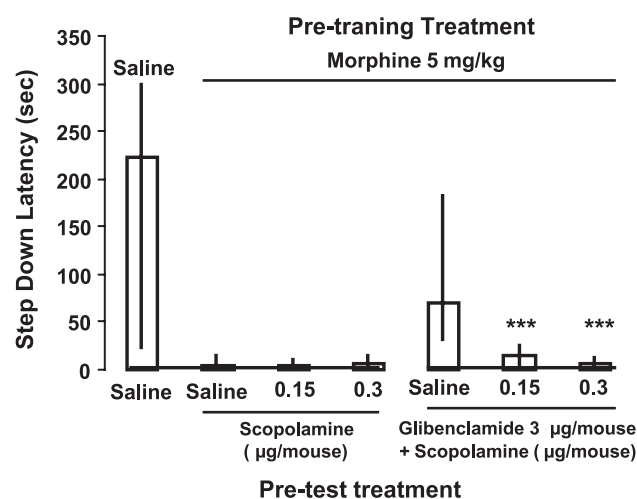 Pre-traning Treatment
Morphine 5 mg/kg
Saline
Step Down Latency (sec)
350
300
250
200
150
100
50
0
***
***
Saline
Saline
0.15
0.3
Saline
0.15
0.3
Scopolamine
( µg/mouse)
Glibenclamide 3 µg/mouse
+ Scopolamine ( µg/mouse)
Pre-test treatment